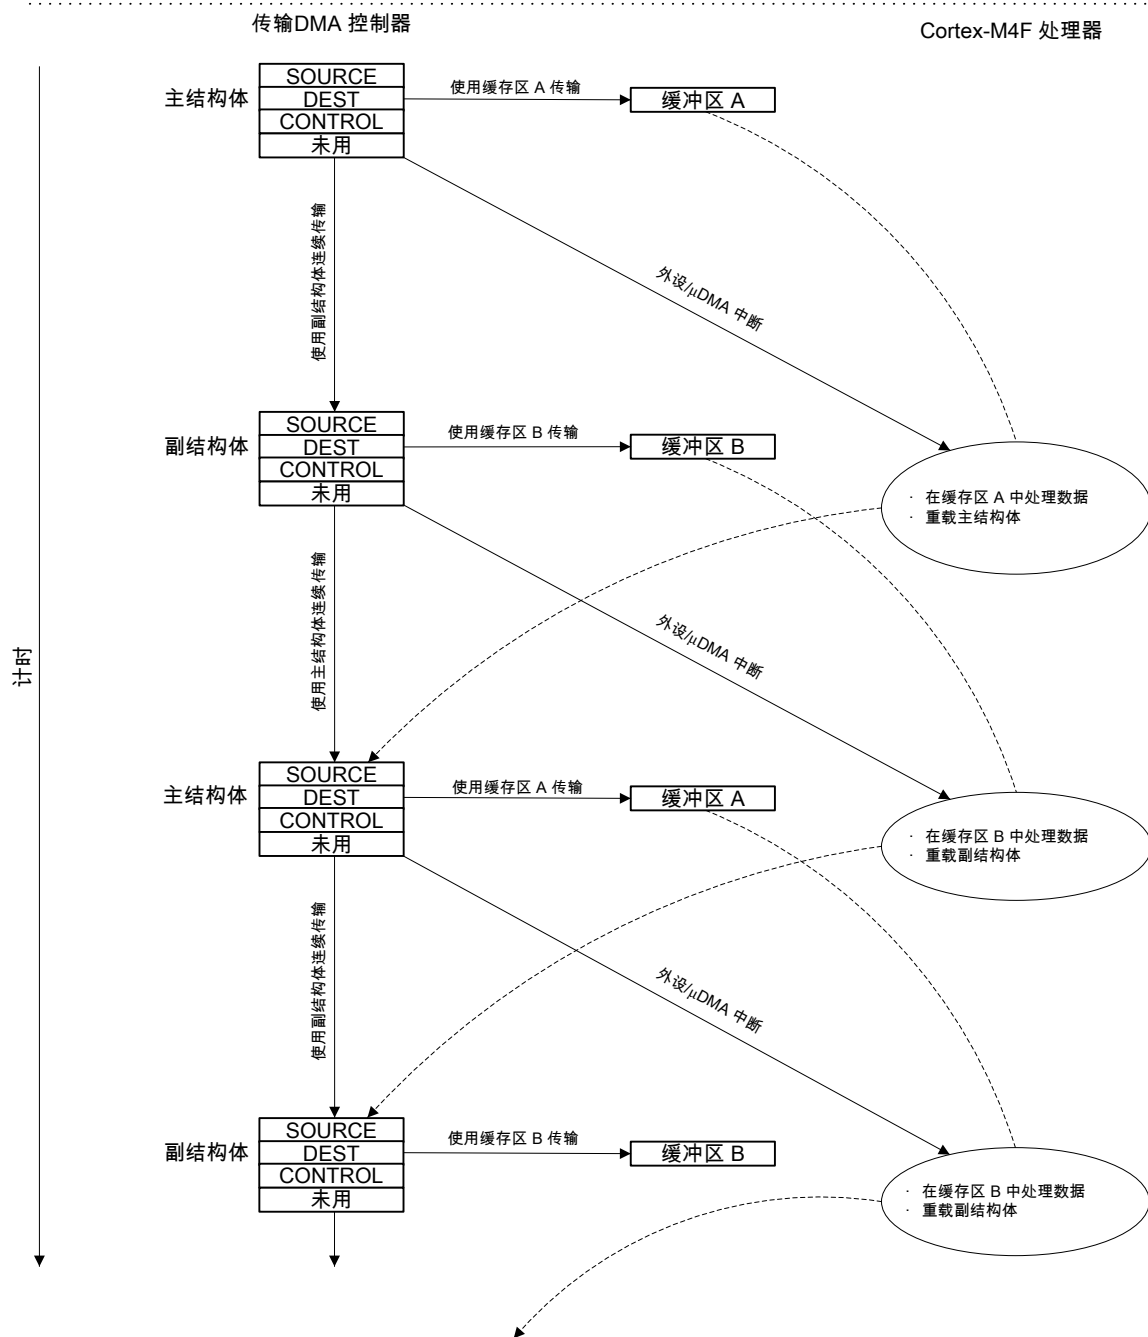 传输DMA 控制器
Cortex-M4F 处理器
主结构体
SOURCE
DEST
CONTROL
未用
使用缓存区 A 传输
缓冲区 A
使用副结构体连续传输
外设/μDMA 中断
副结构体
SOURCE
DEST
CONTROL
未用
使用缓存区 B 传输
缓冲区 B
· 在缓存区 A 中处理数据
· 重载主结构体
使用主结构体连续传输
外设/μDMA 中断
计时
主结构体
SOURCE
DEST
CONTROL
未用
使用缓存区 A 传输
缓冲区 A
· 在缓存区 B 中处理数据
· 重载副结构体
使用副结构体连续传输
外设/μDMA 中断
副结构体
SOURCE
DEST
CONTROL
未用
使用缓存区 B 传输
缓冲区 B
· 在缓存区 B 中处理数据
· 重载副结构体